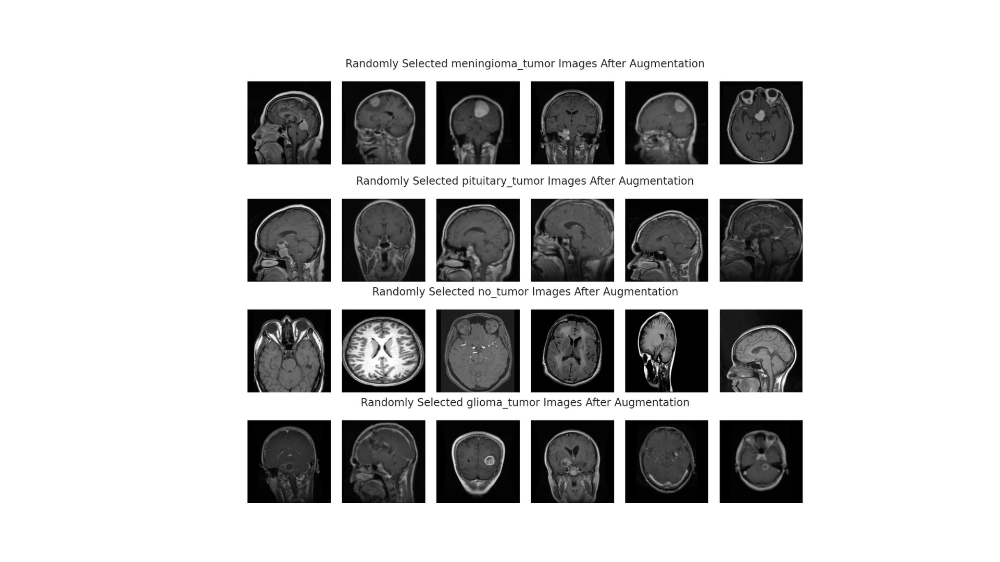 Randomly Selected meningioma_tumor Images After Augmentation
Randomly Selected pituitary_tumor Images After Augmentation
Randomly Selected no_tumor Images After Augmentation
Randomly Selected glioma_tumor Images After Augmentation